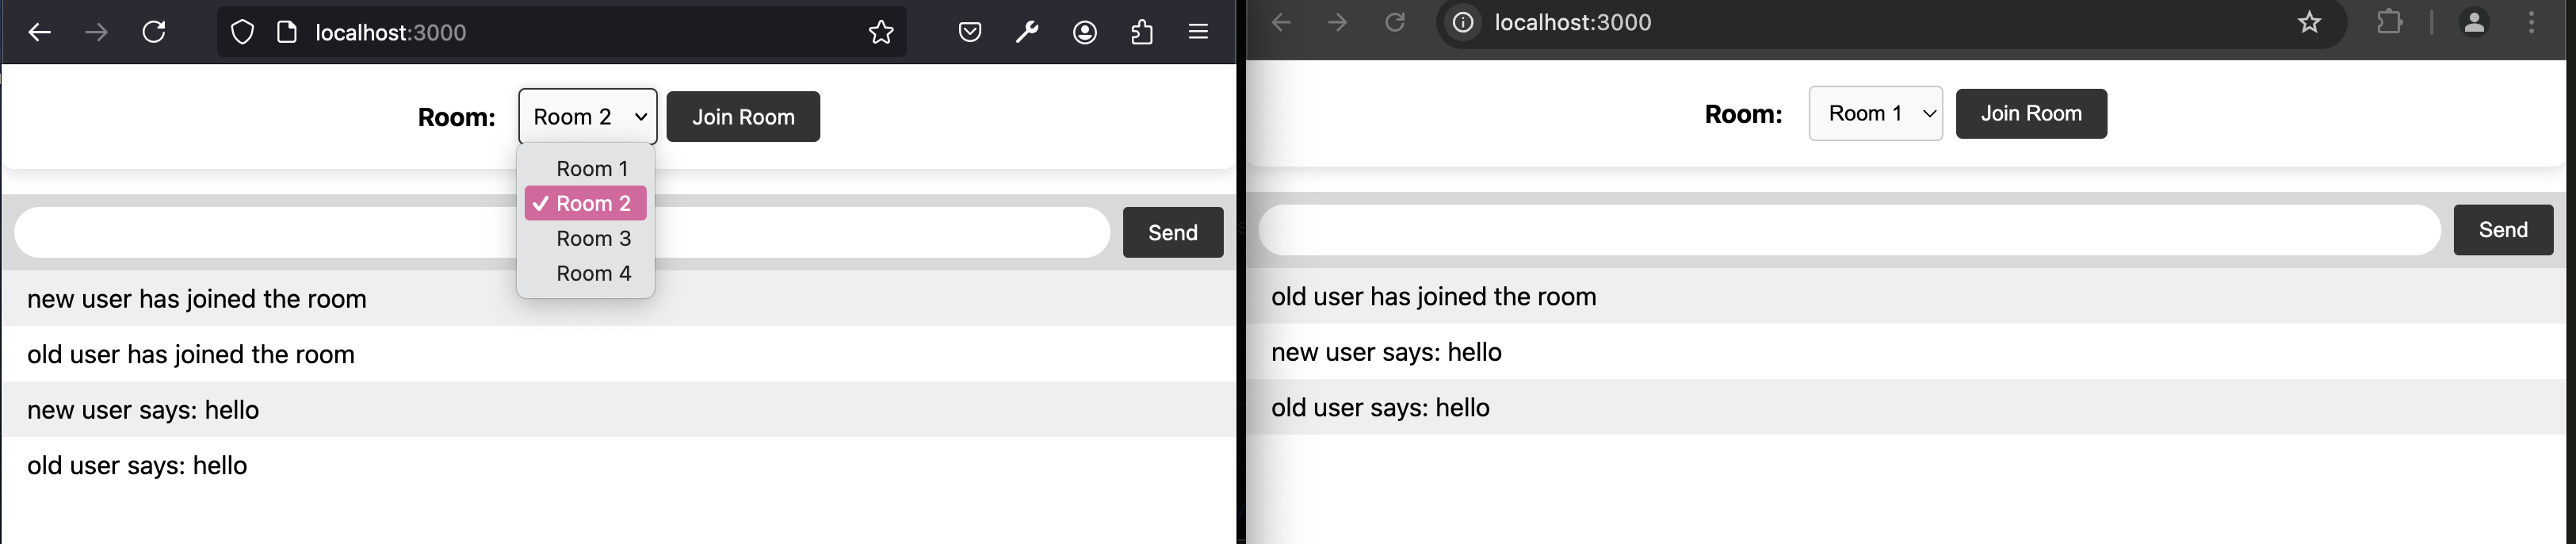 localhost:3000
Room: Room 2 Join Room
Room 1
Room 2
Room 3
Room 4
Send
new user has joined the room
old user has joined the room
new user says: hello
old user says: hello
localhost:3000
Room: Room 1 Join Room
Send
old user has joined the room
new user says: hello
old user says: hello